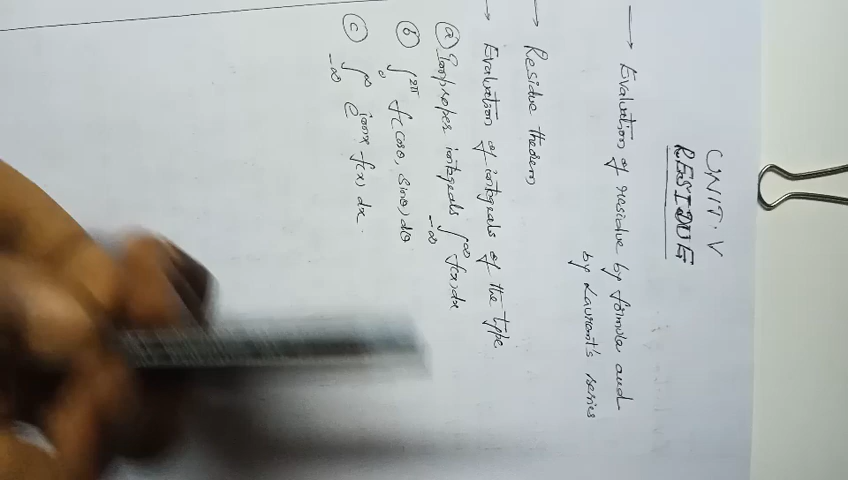 UNIT-V
RESIDUE
→ Evaluation of residue by formula and
by Laurent's series
→ Residue theorem
→ Evaluation of integrals of the type
ⓐ Improper integrals ∫_{-∞}^{∞} f(x) dx
ⓑ ∫_{0}^{2π} f(cosθ, sinθ) dθ
ⓒ ∫_{-∞}^{∞} e^{imx} f(x) dx.